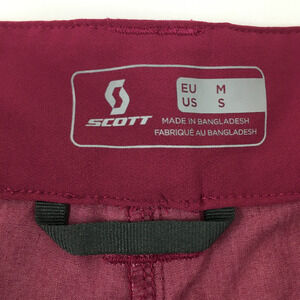 SCOTT
EU M
US S
MADE IN BANGLADESH
FABRIQUÉ AU BANGLADESH